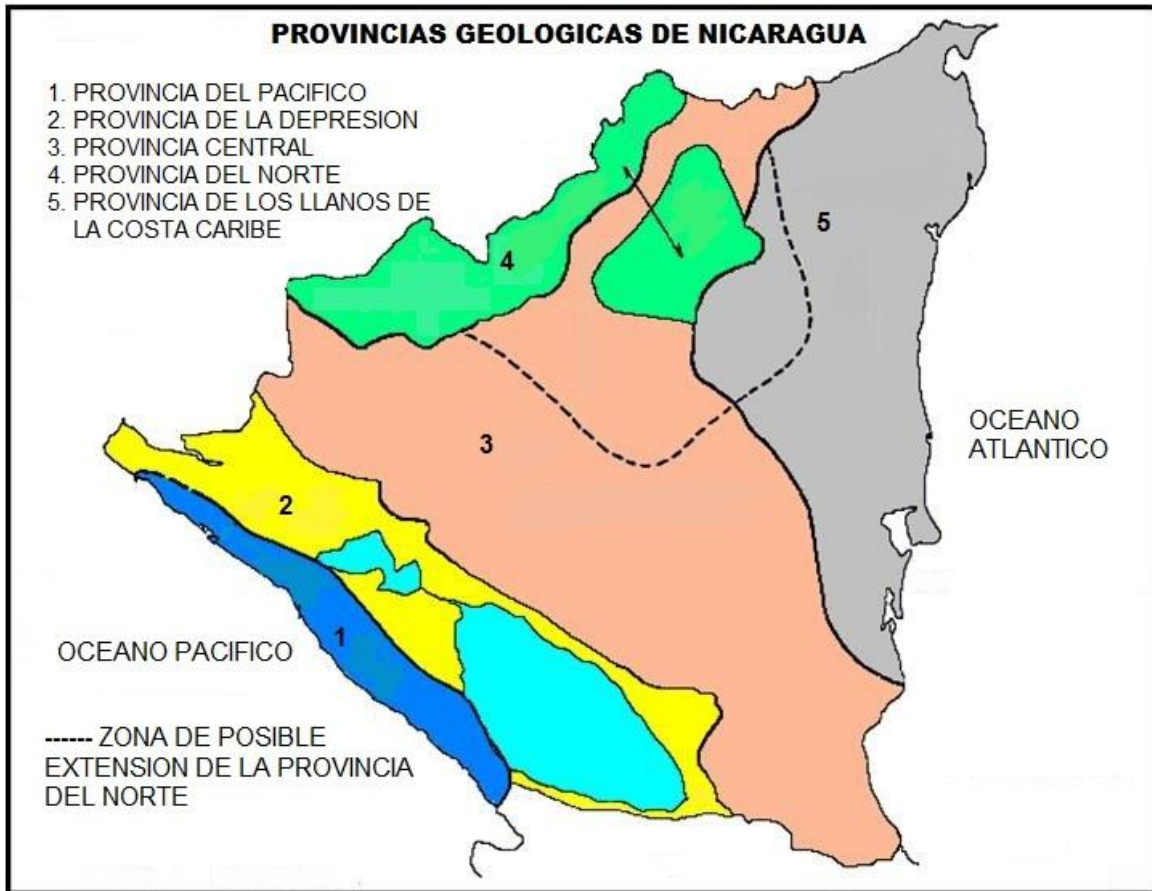 PROVINCIAS GEOLOGICAS DE NICARAGUA
1. PROVINCIA DEL PACIFICO
2. PROVINCIA DE LA DEPRESION
3. PROVINCIA CENTRAL
4. PROVINCIA DEL NORTE
5. PROVINCIA DE LOS LLANOS DE
LA COSTA CARIBE
5
4
OCEANO
ATLANTICO
3
2
1
OCEANO PACIFICO
------ ZONA DE POSIBLE
EXTENSION DE LA PROVINCIA
DEL NORTE